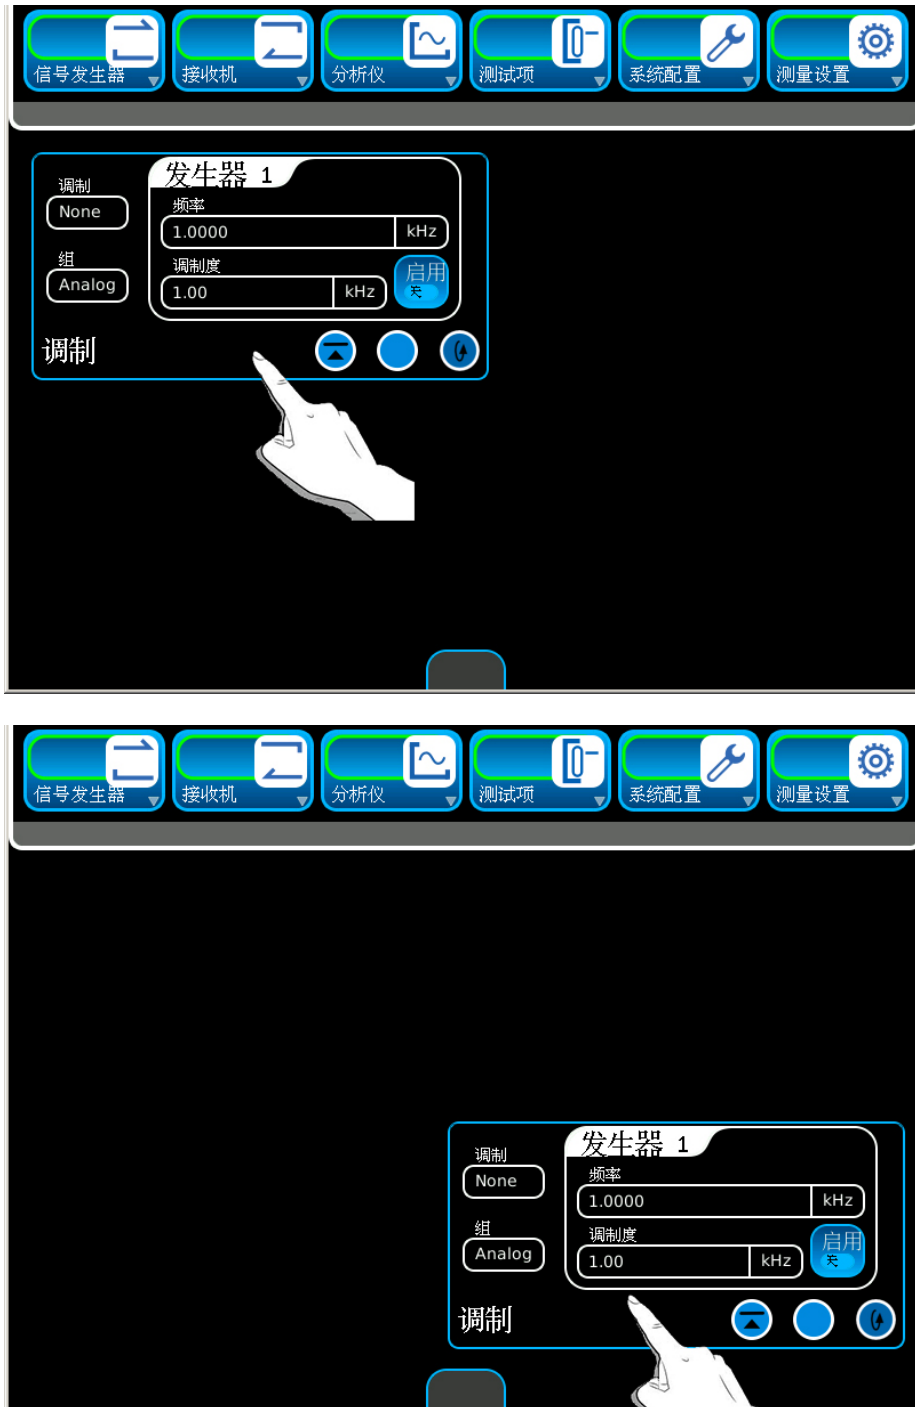 信号发生器 接收机 分析仪 测试项 系统配置 测量设置
发生器 1
调制
None
频率
1.0000 kHz
组
Analog
调制度
1.00 kHz
启用
关
调制
信号发生器 接收机 分析仪 测试项 系统配置 测量设置
发生器 1
调制
None
频率
1.0000 kHz
组
Analog
调制度
1.00 kHz
启用
关
调制